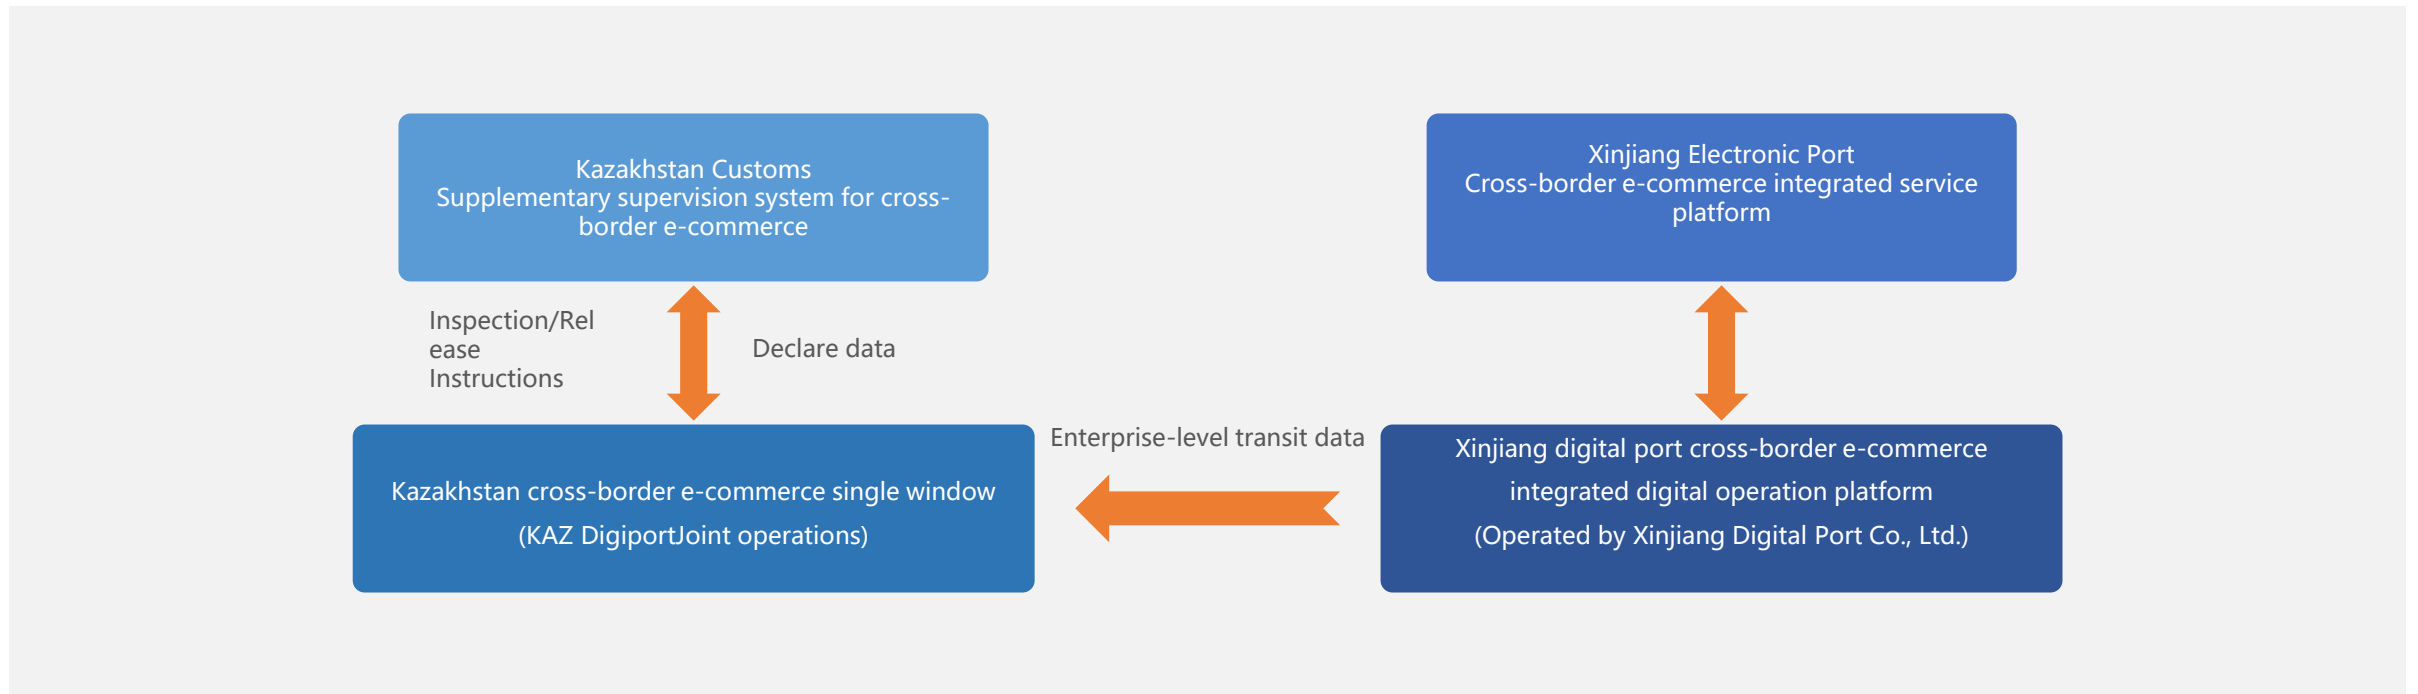 Kazakhstan Customs
Supplementary supervision system for cross-
border e-commerce
Xinjiang Electronic Port
Cross-border e-commerce integrated service
platform
Inspection/Rel
ease
Instructions
Declare data
Enterprise-level transit data
Kazakhstan cross-border e-commerce single window
(KAZ DigiportJoint operations)
Xinjiang digital port cross-border e-commerce
integrated digital operation platform
(Operated by Xinjiang Digital Port Co., Ltd.)